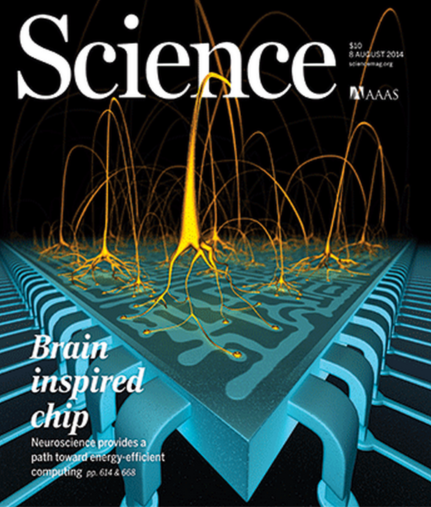 Science
$10
8 AUGUST 2014
sciencemag.org
AAAS
Brain
inspired
chip
Neuroscience provides a
path toward energy-efficient
computing pp. 614 & 668